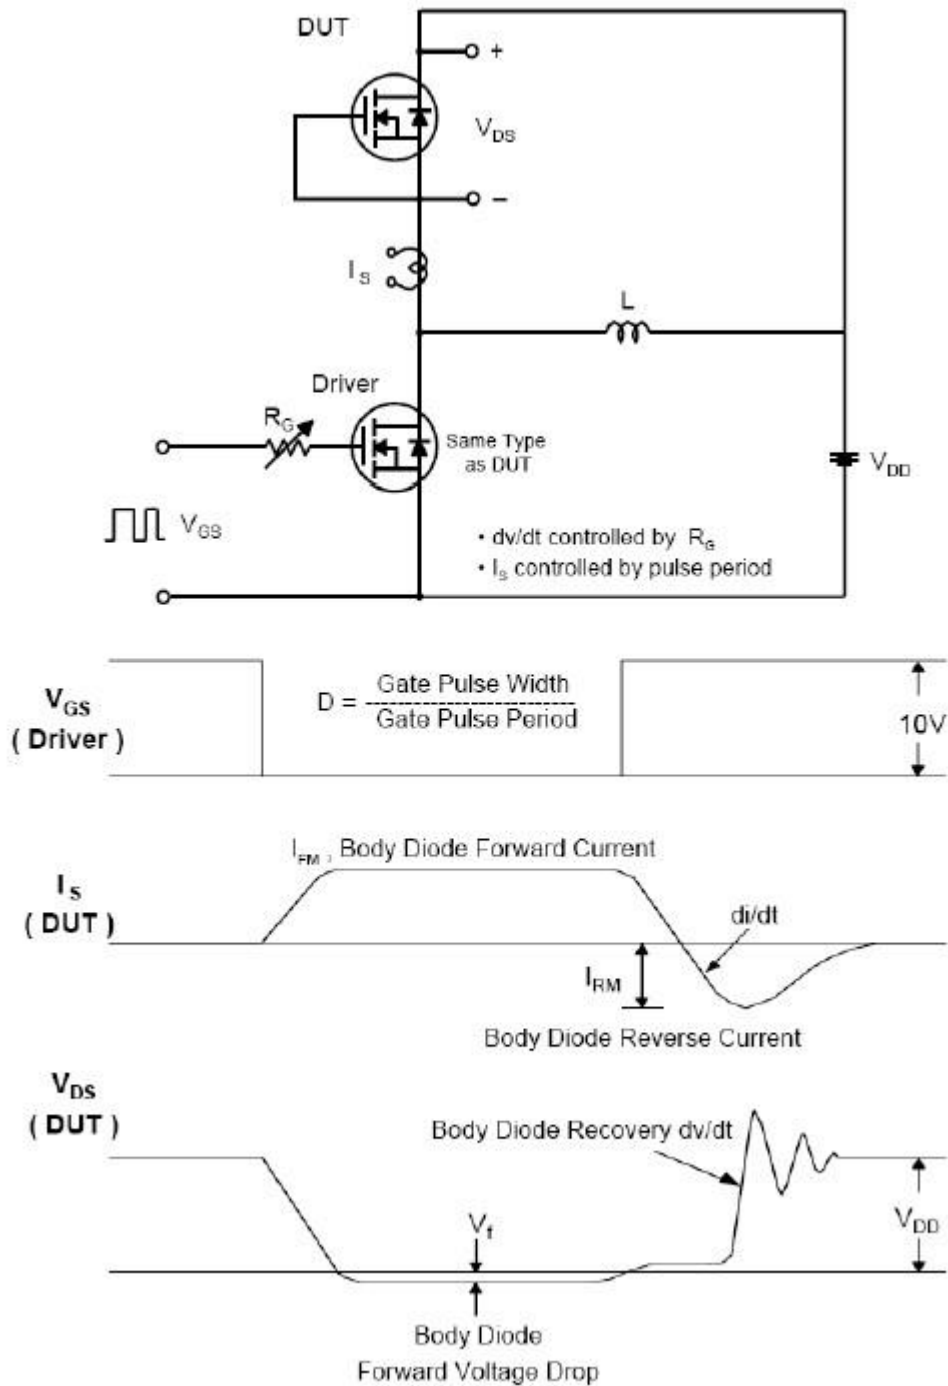 DUT
+
V_DS
–
I_S
L
Driver
R_G
Same Type
as DUT
V_DD
V_GS
• dv/dt controlled by R_G
• I_S controlled by pulse period
V_GS
( Driver )
D = Gate Pulse Width
Gate Pulse Period
10V
I_FM , Body Diode Forward Current
I_S
( DUT )
di/dt
I_RM
Body Diode Reverse Current
V_DS
( DUT )
Body Diode Recovery dv/dt
V_f
V_DD
Body Diode
Forward Voltage Drop